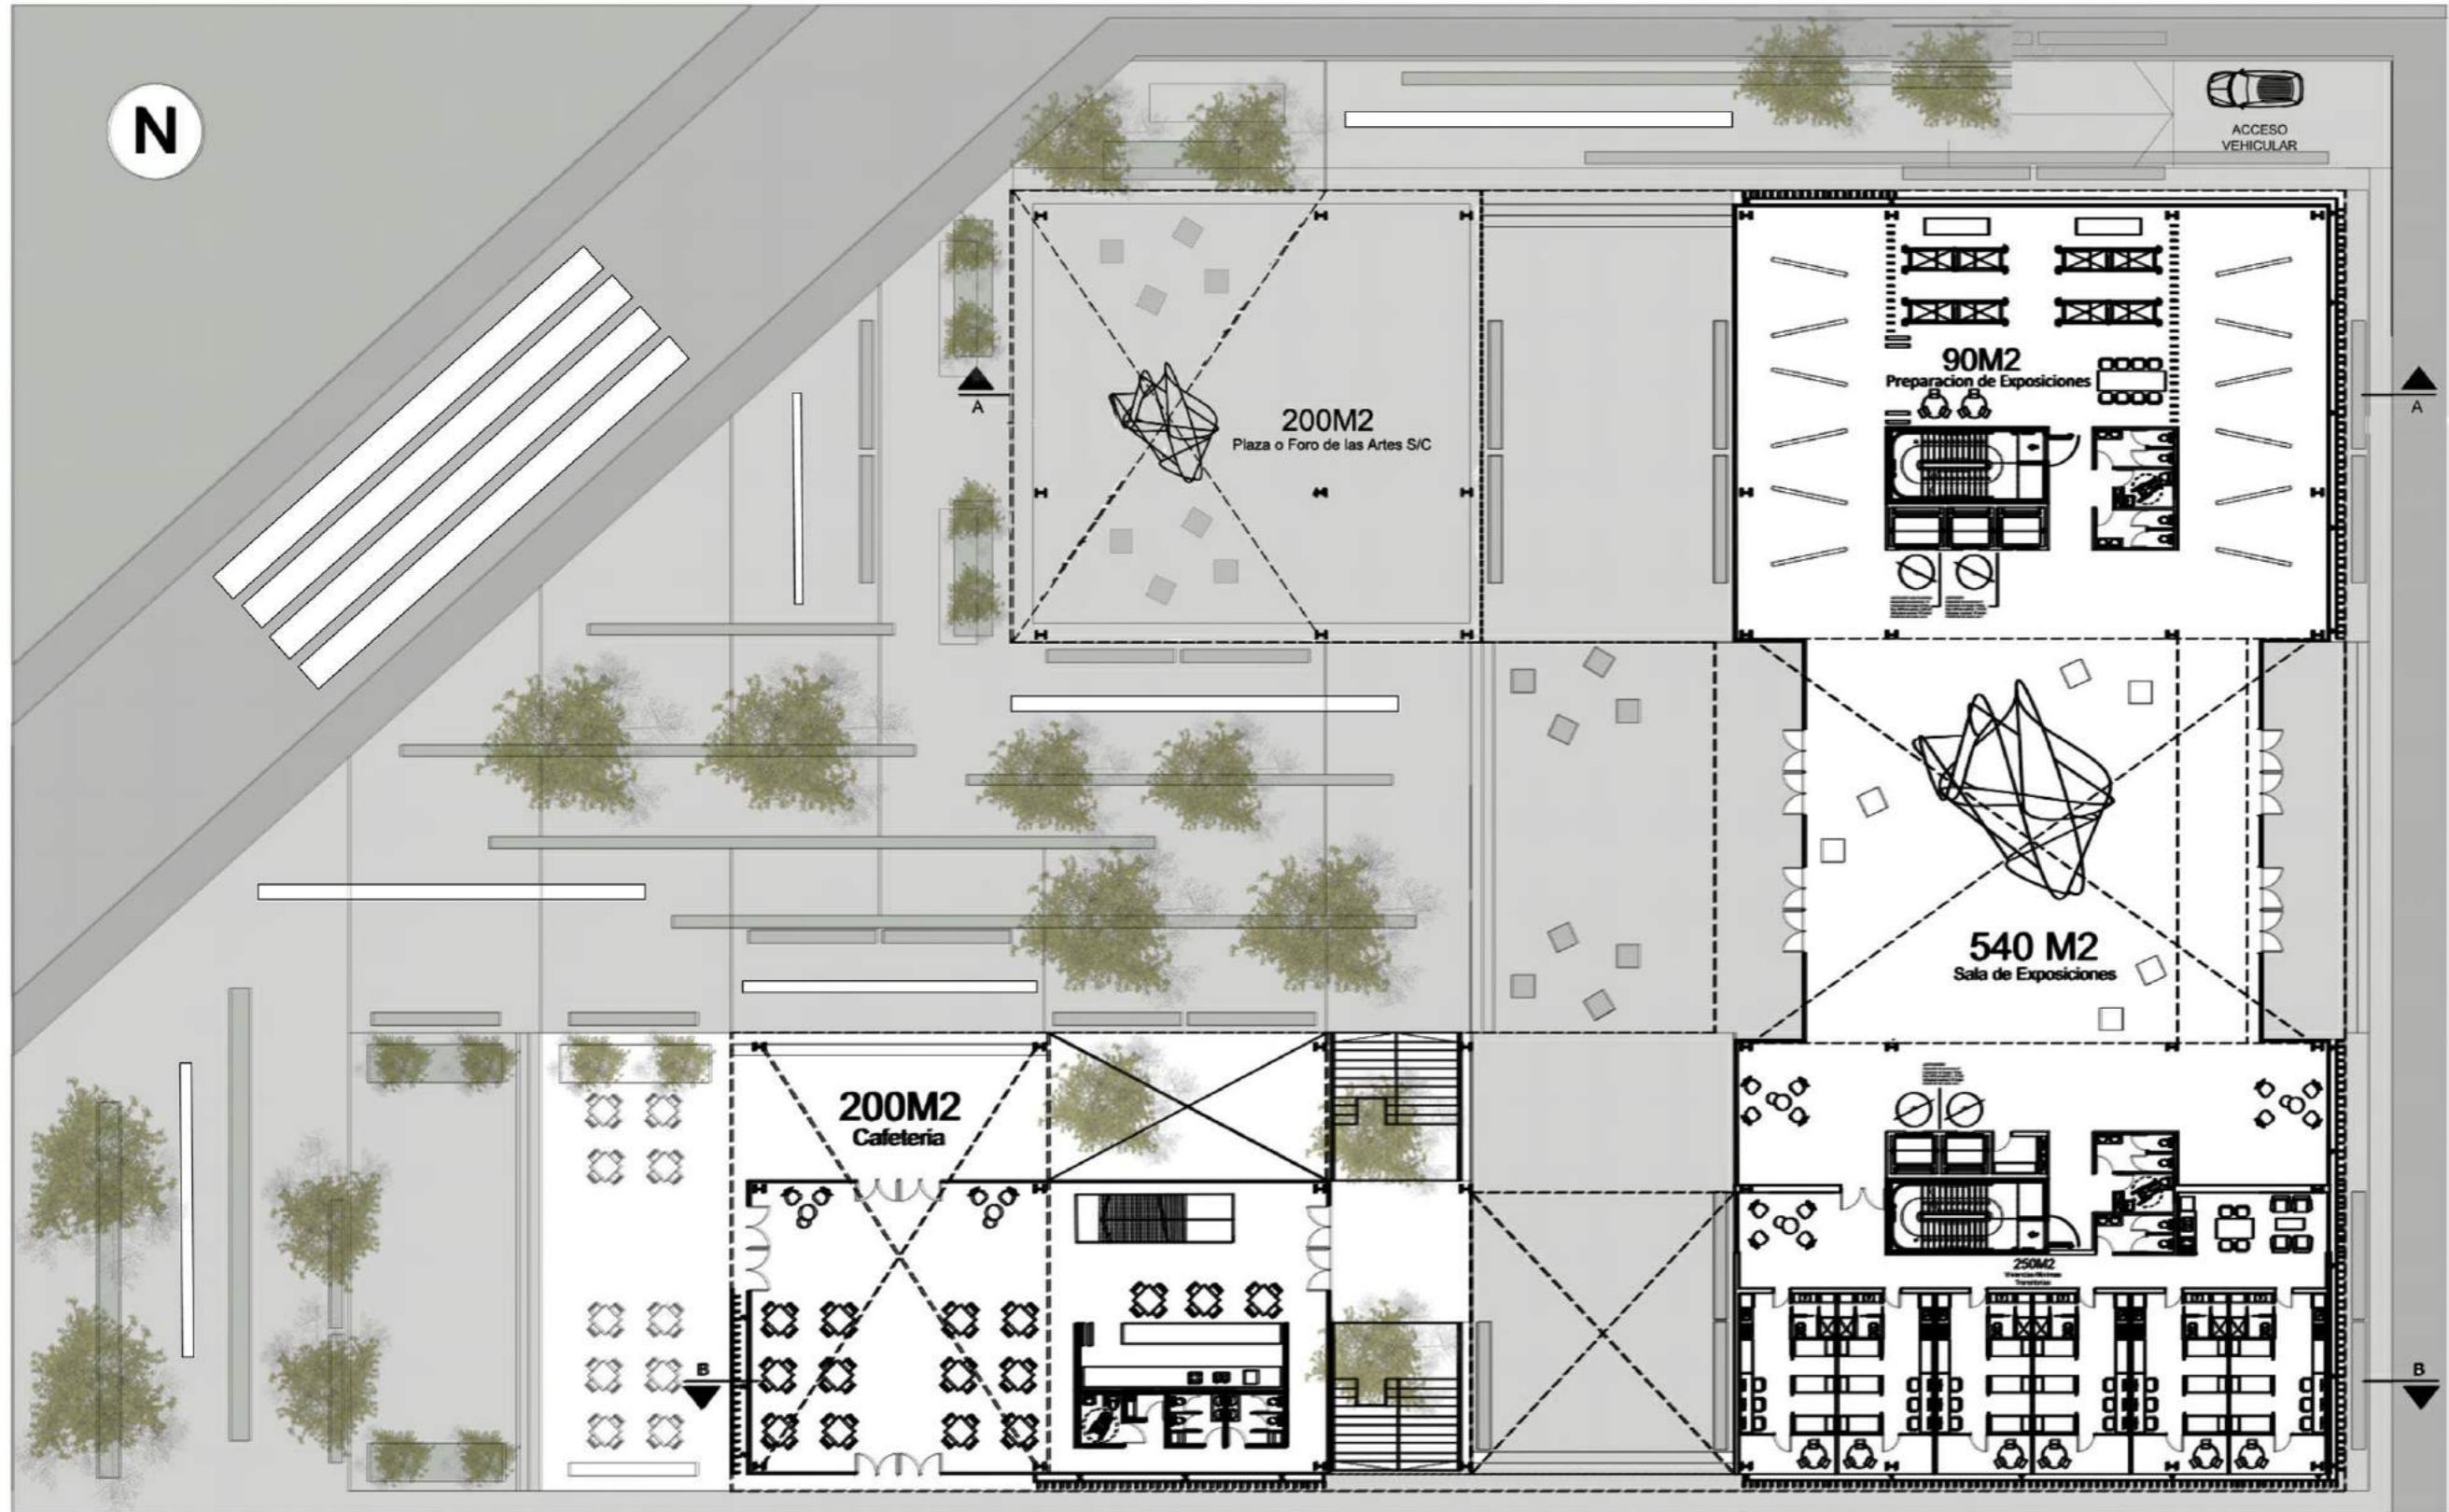 N
ACCESO
VEHICULAR
90M2
Preparacion de Exposiciones
A
A
200M2
Plaza o Foro de las Artes S/C
540 M2
Sala de Exposiciones
200M2
Cafeteria
250M2
B
B